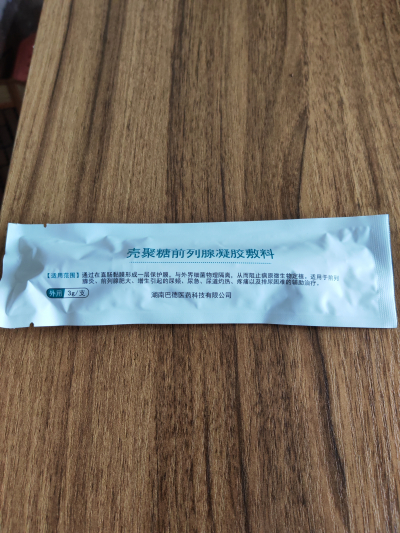 壳聚糖前列腺凝胶敷料
【适用范围】通过在直肠黏膜形成一层保护膜,与外界细菌物理隔离,从而阻止病原微生物定植,适用于前列
腺炎、前列腺肥大、增生引起的尿频、尿急、尿道灼热、疼痛以及排尿困难的辅助治疗。
外用 3g/支
湖南巴德医药科技有限公司